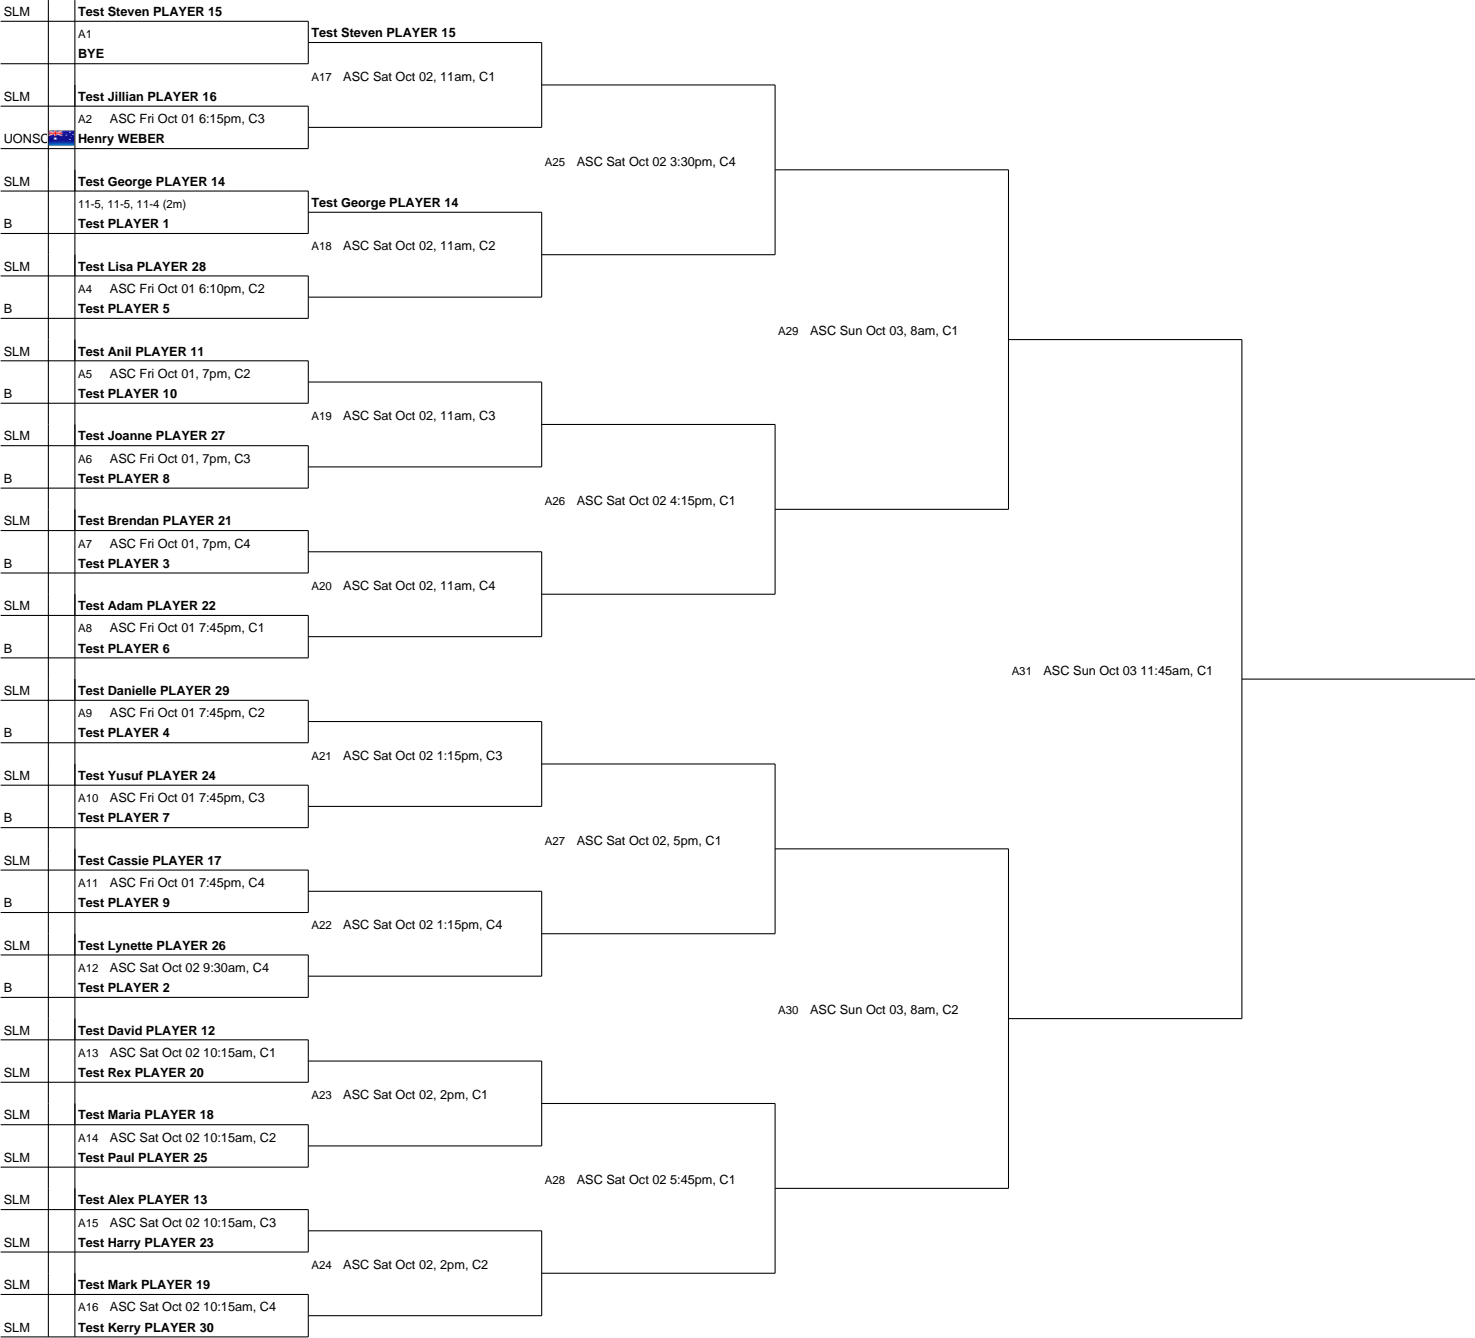 SLM Test Steven PLAYER 15
A1
BYE
Test Steven PLAYER 15
A17 ASC Sat Oct 02, 11am, C1
SLM Test Jillian PLAYER 16
A2 ASC Fri Oct 01 6:15pm, C3
UONSC Henry WEBER
A25 ASC Sat Oct 02 3:30pm, C4
SLM Test George PLAYER 14
11-5, 11-5, 11-4 (2m)
B Test PLAYER 1
Test George PLAYER 14
A18 ASC Sat Oct 02, 11am, C2
SLM Test Lisa PLAYER 28
A4 ASC Fri Oct 01 6:10pm, C2
B Test PLAYER 5
A29 ASC Sun Oct 03, 8am, C1
SLM Test Anil PLAYER 11
A5 ASC Fri Oct 01, 7pm, C2
B Test PLAYER 10
A19 ASC Sat Oct 02, 11am, C3
SLM Test Joanne PLAYER 27
A6 ASC Fri Oct 01, 7pm, C3
B Test PLAYER 8
A26 ASC Sat Oct 02 4:15pm, C1
SLM Test Brendan PLAYER 21
A7 ASC Fri Oct 01, 7pm, C4
B Test PLAYER 3
A20 ASC Sat Oct 02, 11am, C4
SLM Test Adam PLAYER 22
A8 ASC Fri Oct 01 7:45pm, C1
B Test PLAYER 6
A31 ASC Sun Oct 03 11:45am, C1
SLM Test Danielle PLAYER 29
A9 ASC Fri Oct 01 7:45pm, C2
B Test PLAYER 4
A21 ASC Sat Oct 02 1:15pm, C3
SLM Test Yusuf PLAYER 24
A10 ASC Fri Oct 01 7:45pm, C3
B Test PLAYER 7
A27 ASC Sat Oct 02, 5pm, C1
SLM Test Cassie PLAYER 17
A11 ASC Fri Oct 01 7:45pm, C4
B Test PLAYER 9
A22 ASC Sat Oct 02 1:15pm, C4
SLM Test Lynette PLAYER 26
A12 ASC Sat Oct 02 9:30am, C4
B Test PLAYER 2
A30 ASC Sun Oct 03, 8am, C2
SLM Test David PLAYER 12
A13 ASC Sat Oct 02 10:15am, C1
SLM Test Rex PLAYER 20
A23 ASC Sat Oct 02, 2pm, C1
SLM Test Maria PLAYER 18
A14 ASC Sat Oct 02 10:15am, C2
SLM Test Paul PLAYER 25
A28 ASC Sat Oct 02 5:45pm, C1
SLM Test Alex PLAYER 13
A15 ASC Sat Oct 02 10:15am, C3
SLM Test Harry PLAYER 23
A24 ASC Sat Oct 02, 2pm, C2
SLM Test Mark PLAYER 19
A16 ASC Sat Oct 02 10:15am, C4
SLM Test Kerry PLAYER 30